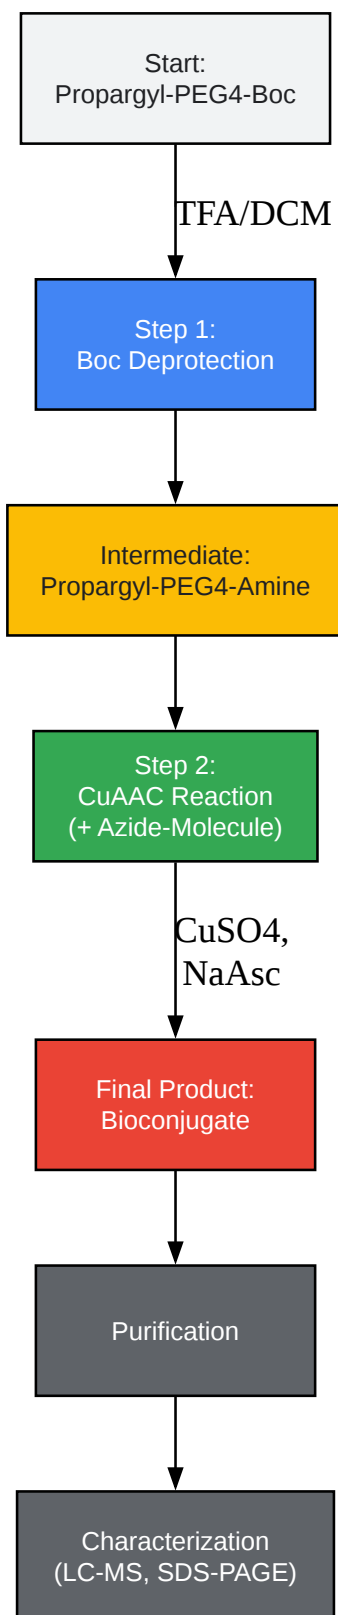 Start:
Propargyl-PEG4-Boc
TFA/DCM
Step 1:
Boc Deprotection
Intermediate:
Propargyl-PEG4-Amine
Step 2:
CuAAC Reaction
(+ Azide-Molecule)
CuSO4,
NaAsc
Final Product:
Bioconjugate
Purification
Characterization
(LC-MS, SDS-PAGE)